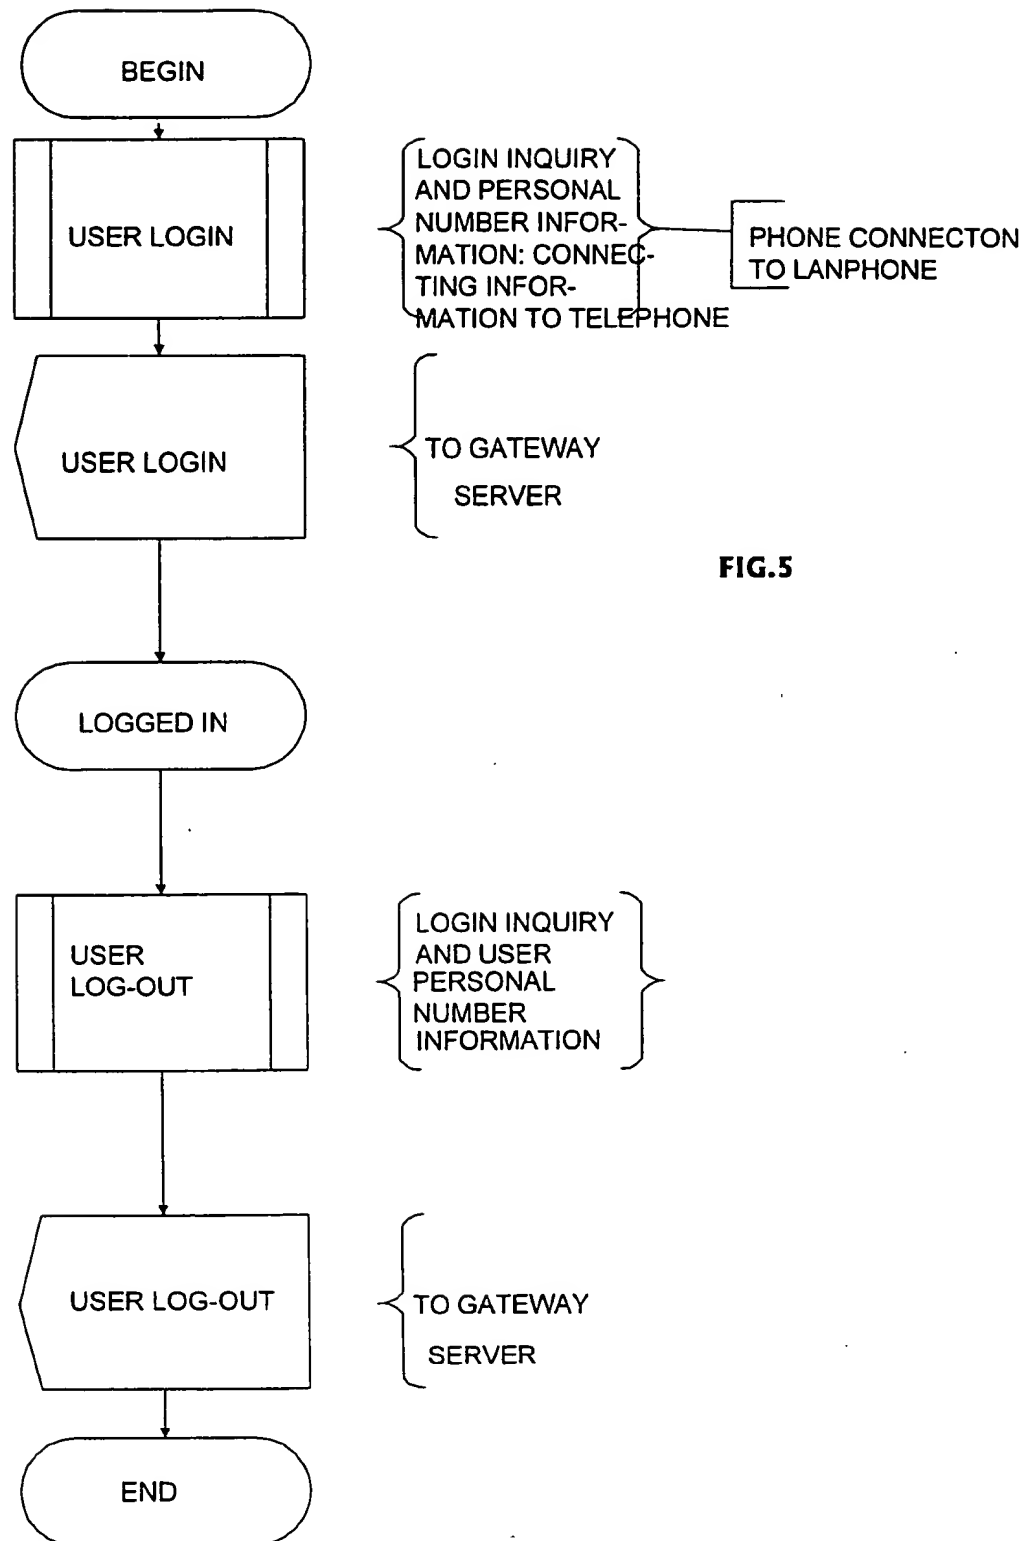 BEGIN
USER LOGIN
LOGIN INQUIRY
AND PERSONAL
NUMBER INFOR-
MATION: CONNEC-
TING INFOR-
MATION TO TELEPHONE
PHONE CONNECTON
TO LANPHONE
USER LOGIN
TO GATEWAY
SERVER
FIG.5
LOGGED IN
USER
LOG-OUT
LOGIN INQUIRY
AND USER
PERSONAL
NUMBER
INFORMATION
USER LOG-OUT
TO GATEWAY
SERVER
END